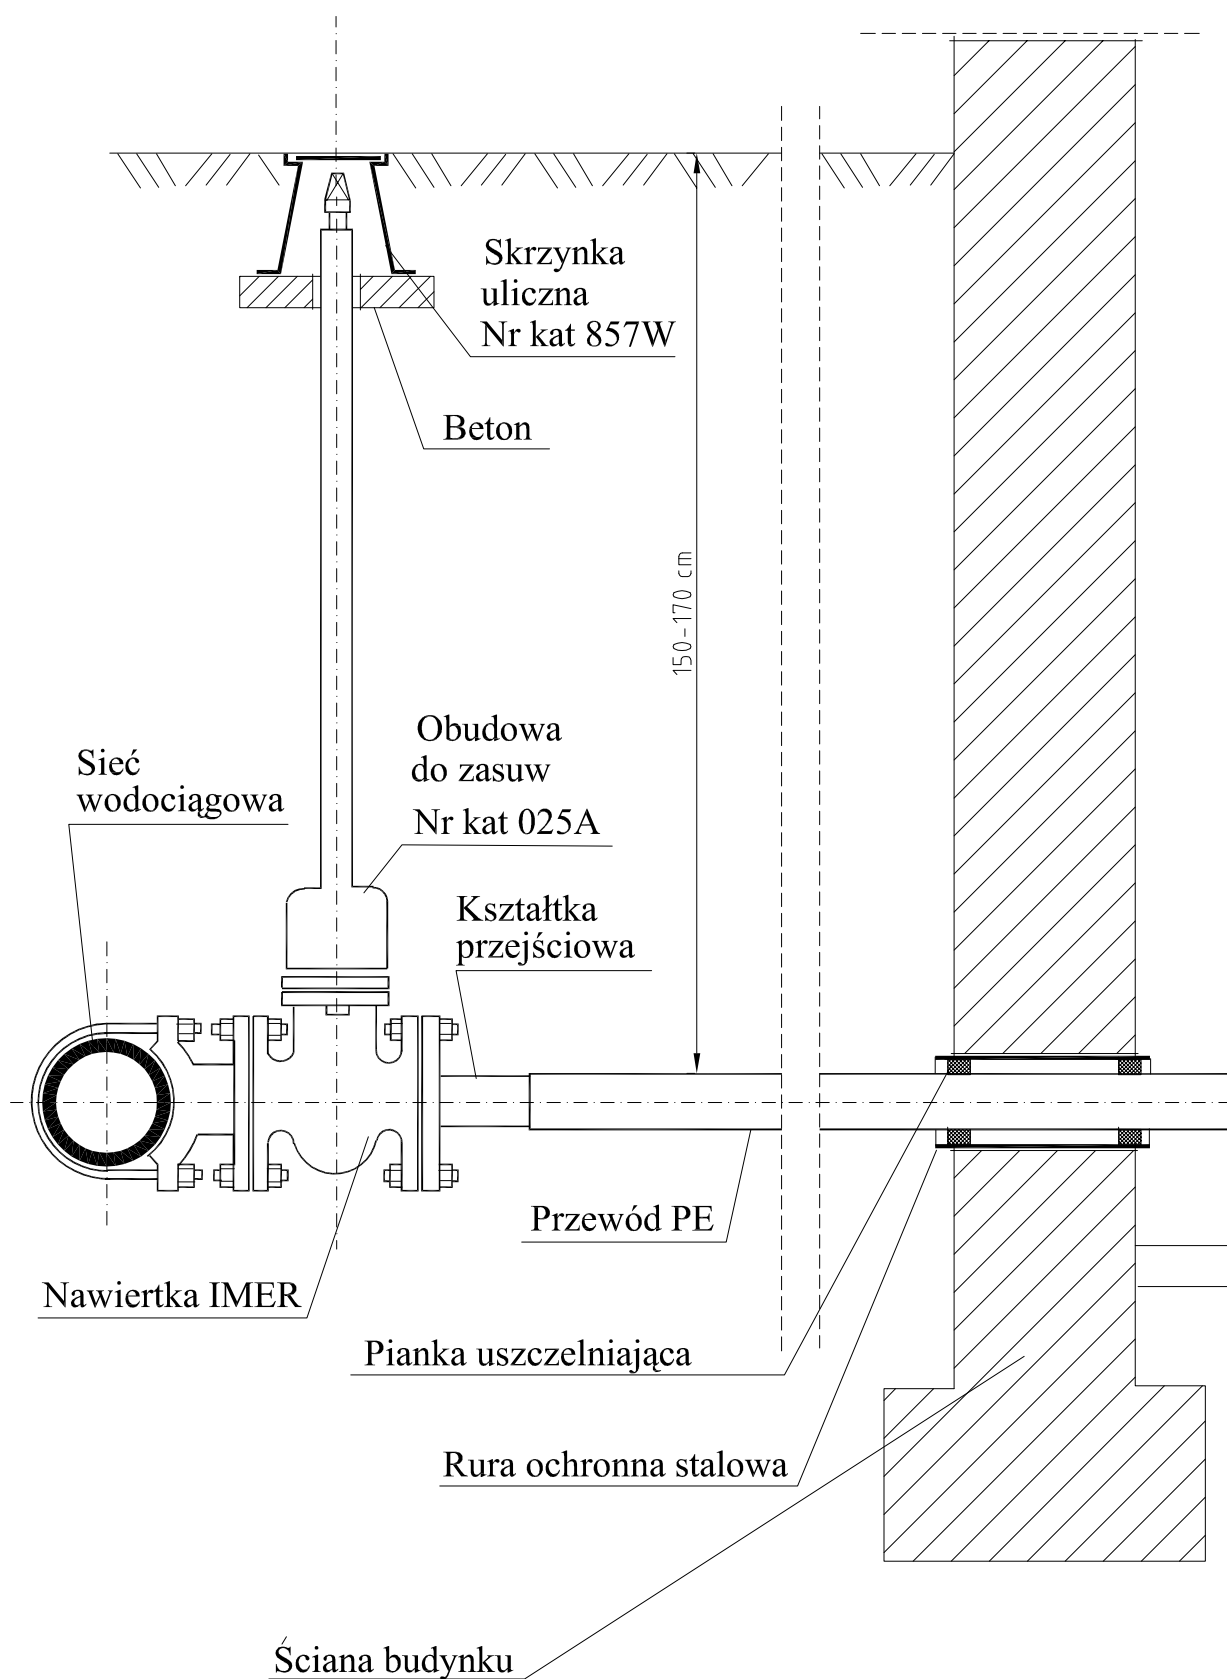 Skrzynka
uliczna
Nr kat 857W
Beton
150-170 cm
Obudowa
do zasuw
Nr kat 025A
Sieć
wodociągowa
Kształtka
przejściowa
Przewód PE
Nawiertka IMER
Pianka uszczelniająca
Rura ochronna stalowa
Ściana budynku